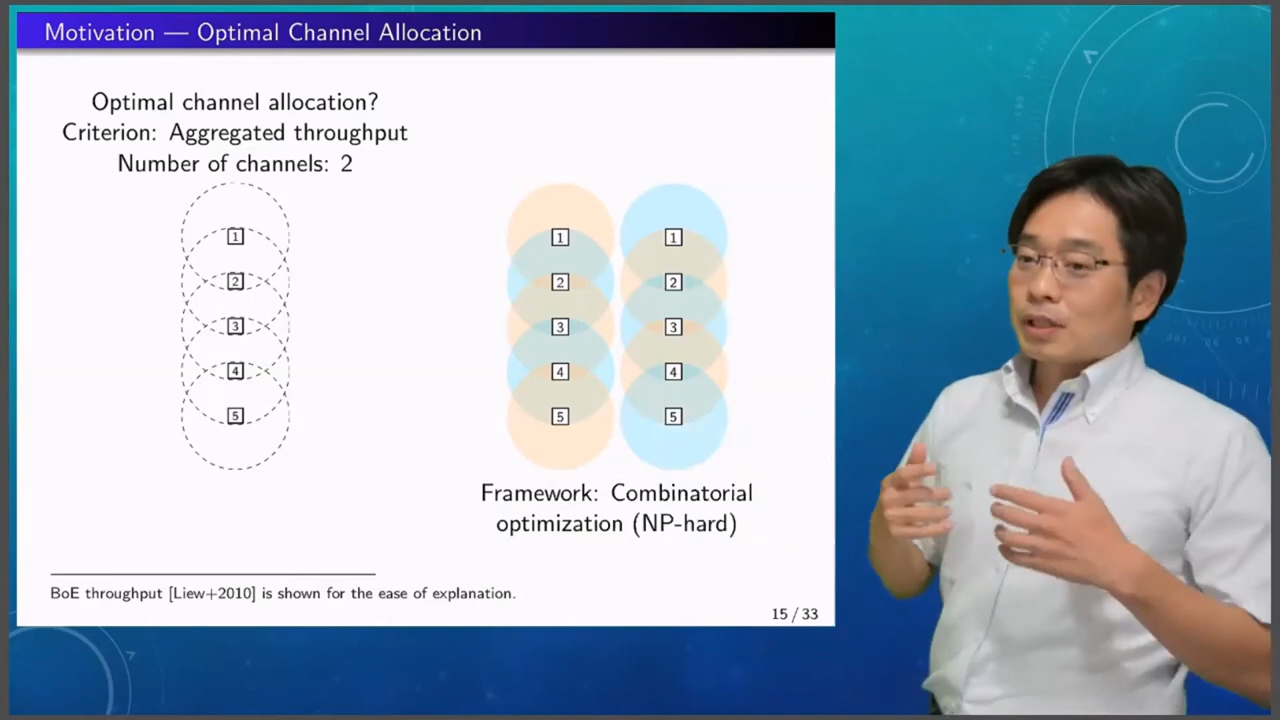 Motivation — Optimal Channel Allocation
Optimal channel allocation?
Criterion: Aggregated throughput
Number of channels: 2
1
2
3
4
5
1
2
3
4
5
1
2
3
4
5
Framework: Combinatorial
optimization (NP-hard)
BoE throughput [Liew+2010] is shown for the ease of explanation.
15 / 33